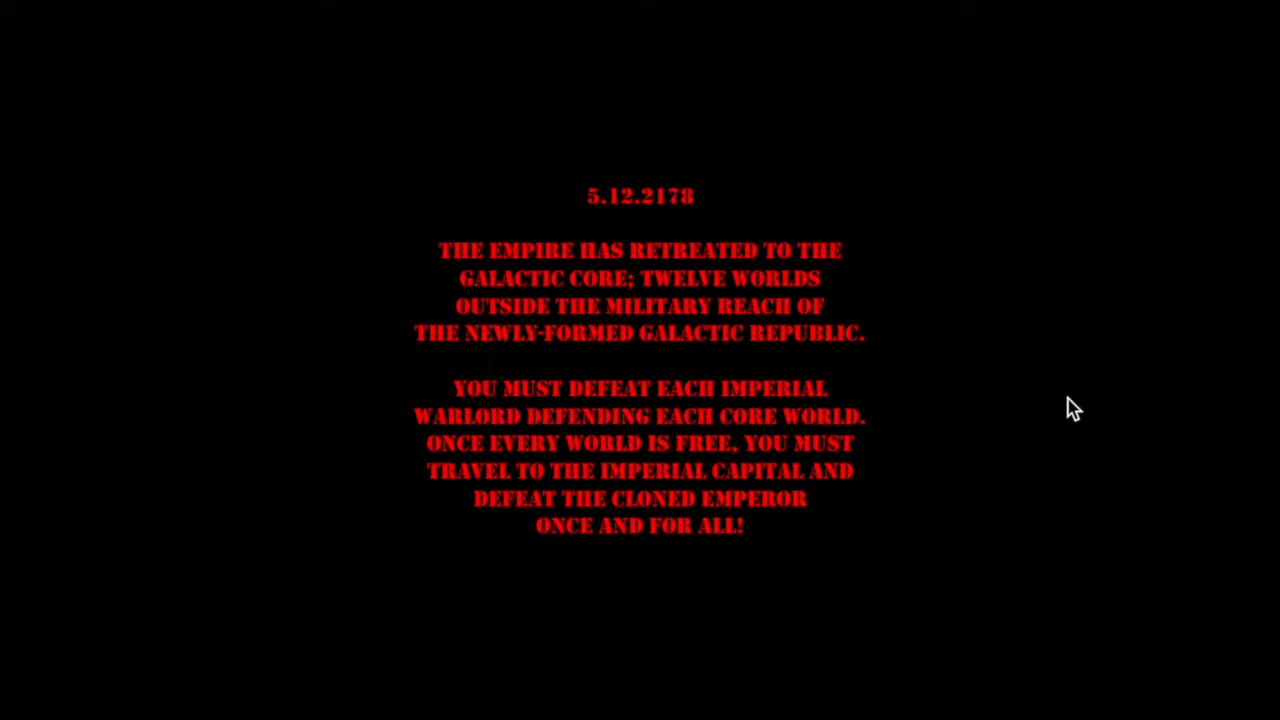 5.12.2178
THE EMPIRE HAS RETREATED TO THE
GALACTIC CORE; TWELVE WORLDS
OUTSIDE THE MILITARY REACH OF
THE NEWLY-FORMED GALACTIC REPUBLIC.
YOU MUST DEFEAT EACH IMPERIAL
WARLORD DEFENDING EACH CORE WORLD.
ONCE EVERY WORLD IS FREE, YOU MUST
TRAVEL TO THE IMPERIAL CAPITAL AND
DEFEAT THE CLONED EMPEROR
ONCE AND FOR ALL!